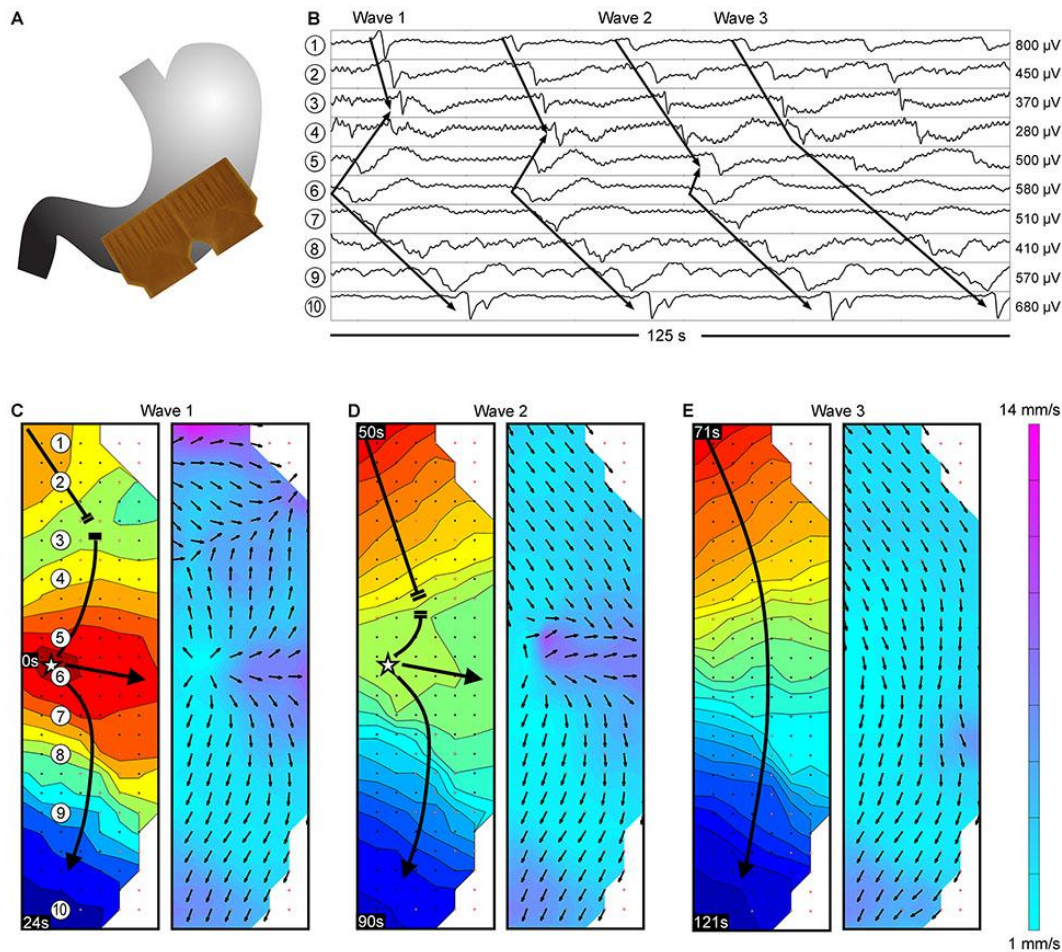 A
B
Wave 1
Wave 2
Wave 3
1
800 µV
2
450 µV
3
370 µV
4
280 µV
5
500 µV
6
580 µV
7
510 µV
8
410 µV
9
570 µV
10
680 µV
125 s
C
Wave 1
D
Wave 2
E
Wave 3
14 mm/s
1
2
3
4
5
0s
6
7
8
9
10
24s
50s
90s
71s
121s
1 mm/s